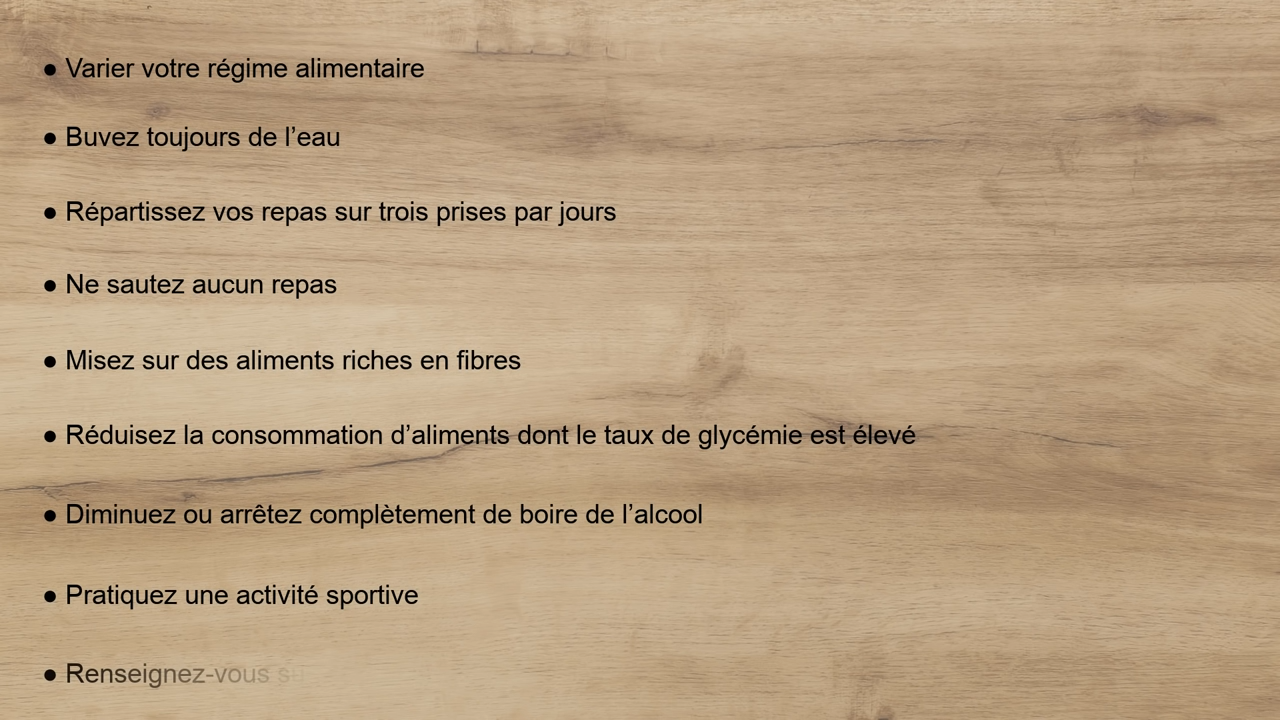 ● Varier votre régime alimentaire
● Buvez toujours de l’eau
● Répartissez vos repas sur trois prises par jours
● Ne sautez aucun repas
● Misez sur des aliments riches en fibres
● Réduisez la consommation d’aliments dont le taux de glycémie est élevé
● Diminuez ou arrêtez complètement de boire de l’alcool
● Pratiquez une activité sportive
● Renseignez-vous